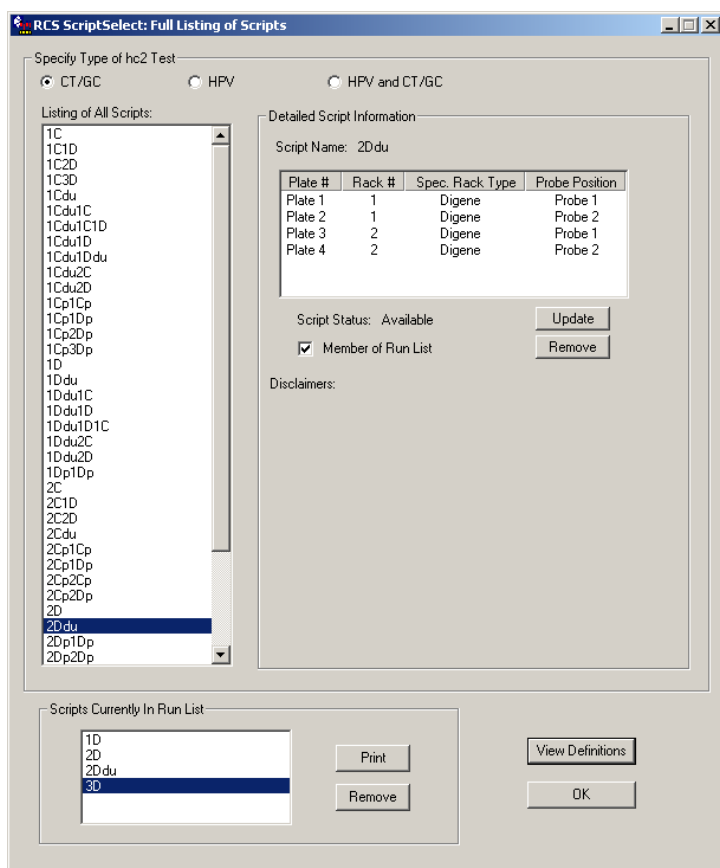 RCS ScriptSelect: Full Listing of Scripts
Specify Type of hc2 Test
CT/GC HPV HPV and CT/GC
Listing of All Scripts:
1C
1C1D
1C2D
1C3D
1Cdu
1Cdu1C
1Cdu1C1D
1Cdu1D
1Cdu1Ddu
1Cdu2C
1Cdu2D
1Cp1Cp
1Cp1Dp
1Cp2Dp
1Cp3Dp
1D
1Ddu
1Ddu1C
1Ddu1D
1Ddu1D1C
1Ddu2C
1Ddu2D
1Dp1Dp
2C
2C1D
2C2D
2Cdu
2Cp1Cp
2Cp1Dp
2Cp2Cp
2Cp2Dp
2D
2Ddu
2Dp1Dp
2Dp2Dp
Detailed Script Information
Script Name: 2Ddu
Plate # Rack # Spec. Rack Type Probe Position
Plate 1 1 Digene Probe 1
Plate 2 1 Digene Probe 2
Plate 3 2 Digene Probe 1
Plate 4 2 Digene Probe 2
Script Status: Available Update
Member of Run List Remove
Disclaimers:
Scripts Currently In Run List
1D
2D
2Ddu
3D
Print
Remove
View Definitions
OK